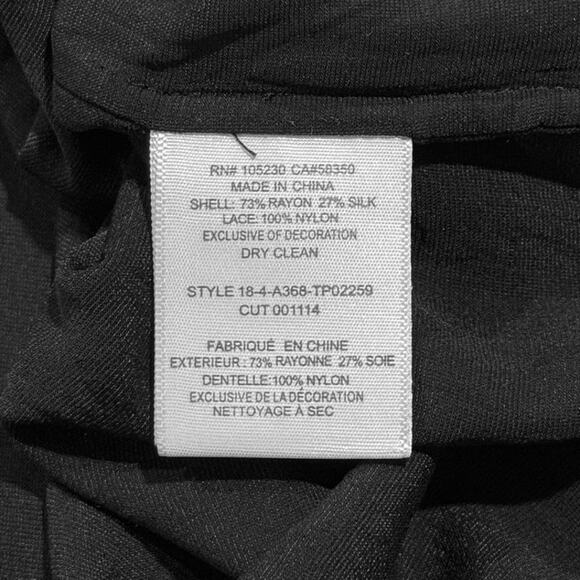 RN# 105230 CA#50350
MADE IN CHINA
SHELL: 73% RAYON 27% SILK
LACE: 100% NYLON
EXCLUSIVE OF DECORATION
DRY CLEAN
STYLE 18-4-A368-TP02259
CUT 001114
FABRIQUÉ EN CHINE
EXTERIEUR : 73% RAYONNE 27% SOIE
DENTELLE:100% NYLON
EXCLUSIVE DE LA DÉCORATION
NETTOYAGE À SEC